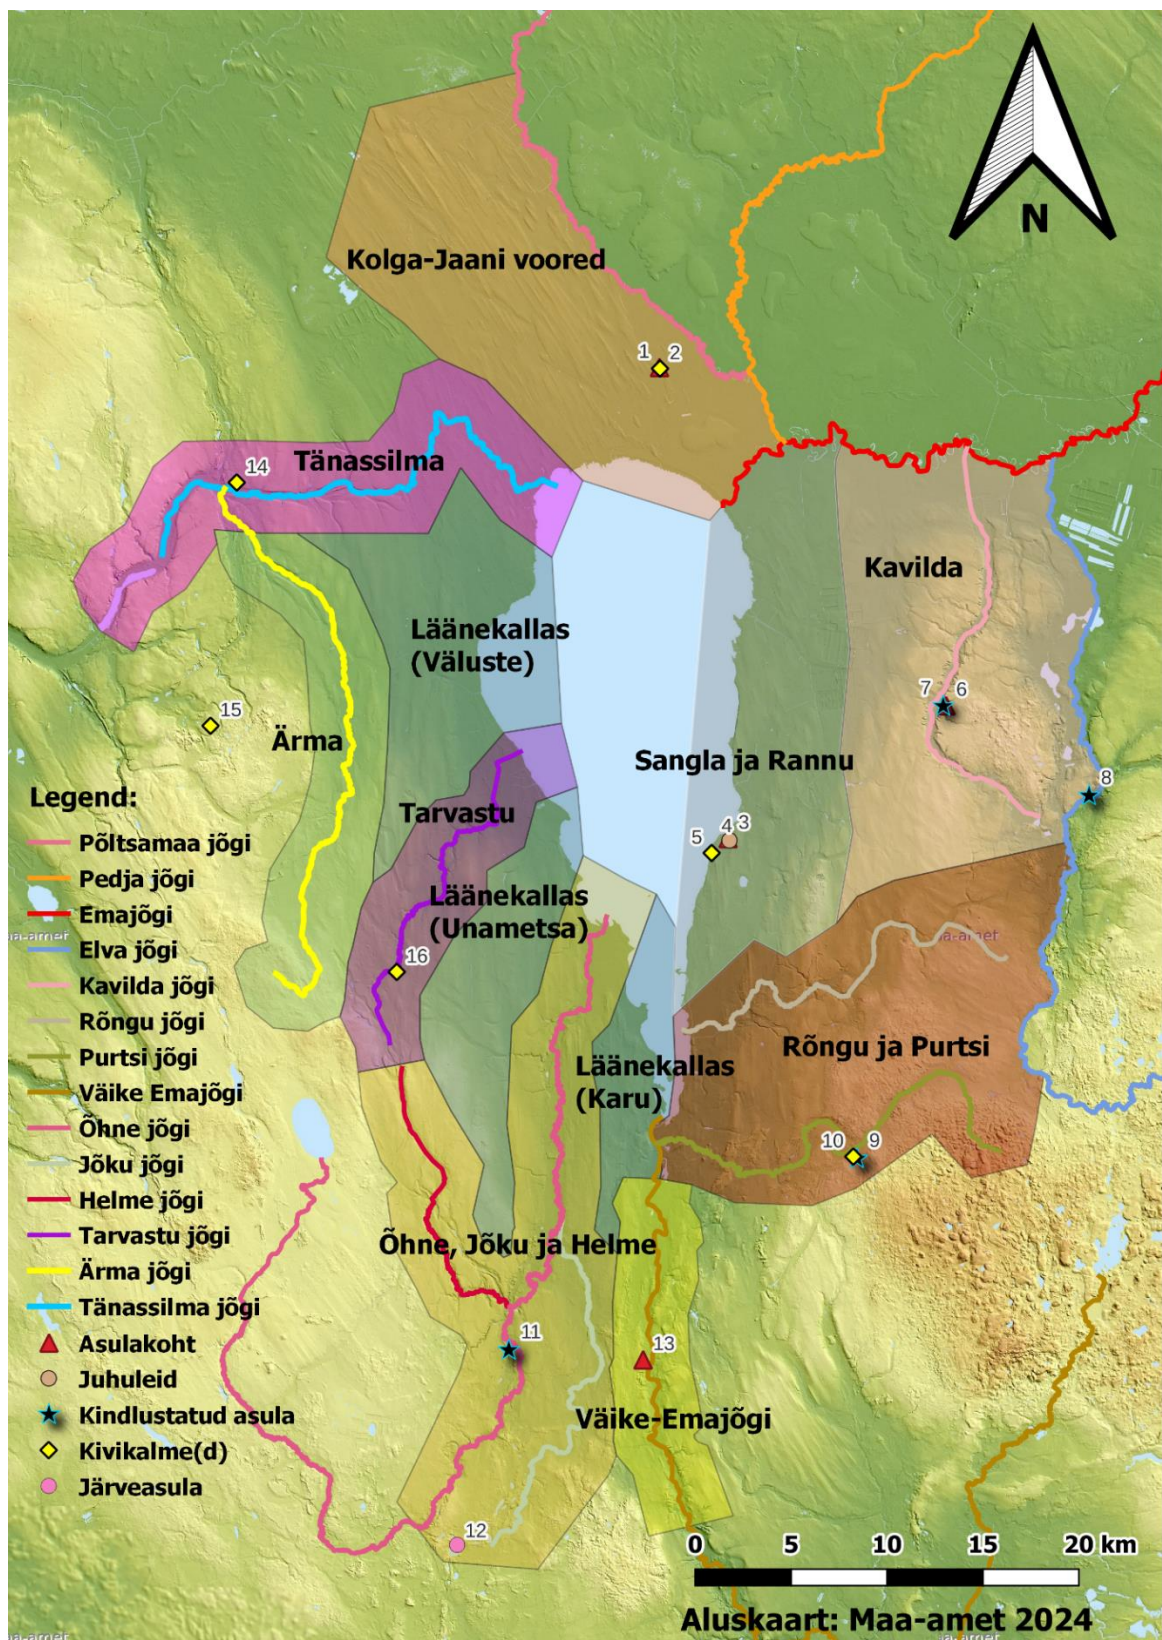 N
Kolga-Jaani voored
1 2
Tänassilma
14
Kavilda
Läänekallas
(Väluste)
7 6
15
Ärma
Sangla ja Rannu
8
Legend:
Tarvastu
5 4 3
Põltsamaa jõgi
Pedja jõgi
Emajõgi
Elva jõgi
Kavilda jõgi
Rõngu jõgi
Purtsi jõgi
Väike Emajõgi
Õhne jõgi
Jõku jõgi
Helme jõgi
Tarvastu jõgi
Ärma jõgi
Tänassilma jõgi
Asulakoht
Juhuleid
Kindlustatud asula
Kivikalme(d)
Järveasula
Läänekallas
(Unametsa)
aa-amet
16
Rõngu ja Purtsi
Läänekallas
(Karu)
10 9
Õhne, Jõku ja Helme
11
13
Väike-Emajõgi
12
0 5 10 15 20 km
Aluskaart: Maa-amet 2024